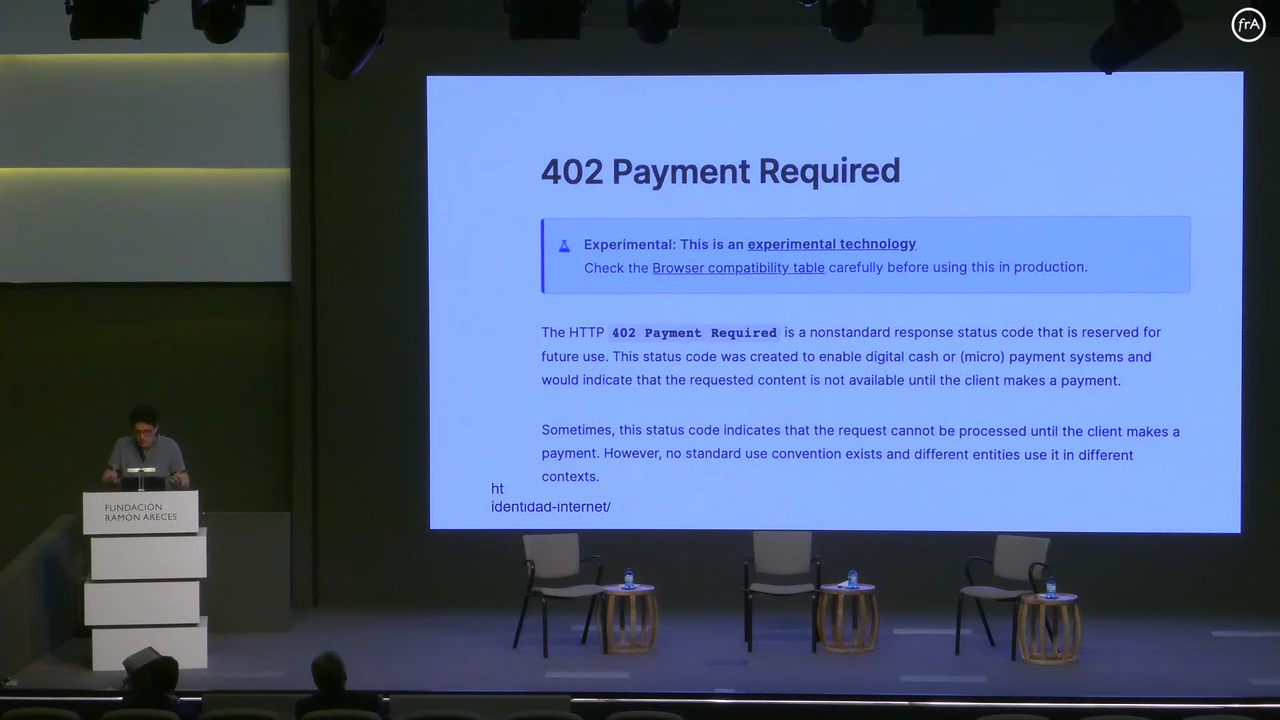 frA
402 Payment Required
Experimental: This is an experimental technology
Check the Browser compatibility table carefully before using this in production.
The HTTP 402 Payment Required is a nonstandard response status code that is reserved for
future use. This status code was created to enable digital cash or (micro) payment systems and
would indicate that the requested content is not available until the client makes a payment.
Sometimes, this status code indicates that the request cannot be processed until the client makes a
payment. However, no standard use convention exists and different entities use it in different
contexts.
ht
identidad-internet/
FUNDACIÓN
RAMÓN ARECES